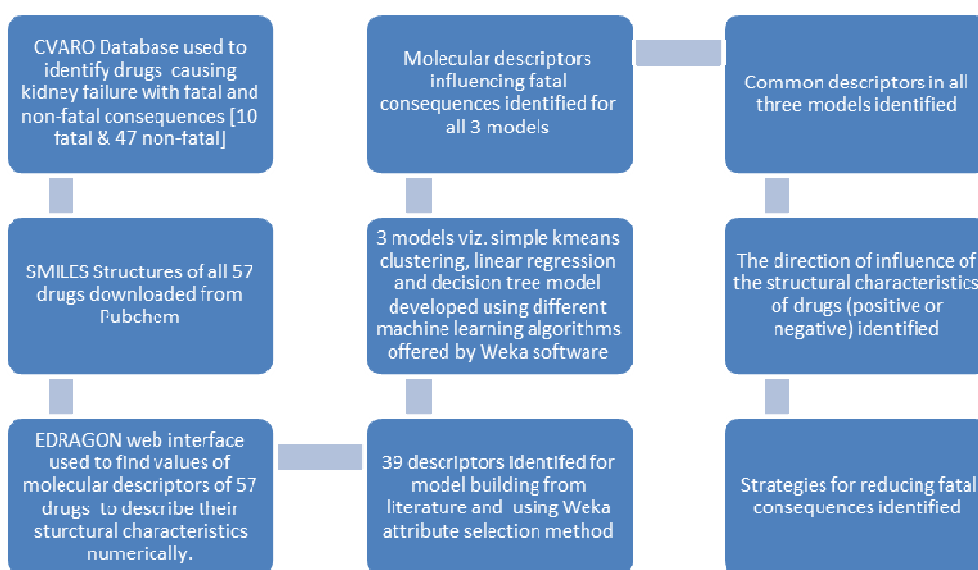 CVARO Database used to
identify drugs causing
kidney failure with fatal and
non-fatal consequences [10
fatal & 47 non-fatal]
SMILES Structures of all 57
drugs downloaded from
Pubchem
EDRAGON web interface
used to find values of
molecular descriptors of 57
drugs to describe their
sturctural characteristics
numerically.
39 descriptors identifed for
model building from
literature and using Weka
attribute selection method
3 models viz. simple kmeans
clustering, linear regression
and decision tree model
developed using different
machine learning algorithms
offered by Weka software
Molecular descriptors
influencing fatal
consequences identified for
all 3 models
Common descriptors in all
three models identified
The direction of influence of
the structural characteristics
of drugs (positive or
negative) identified
Strategies for reducing fatal
consequences identified